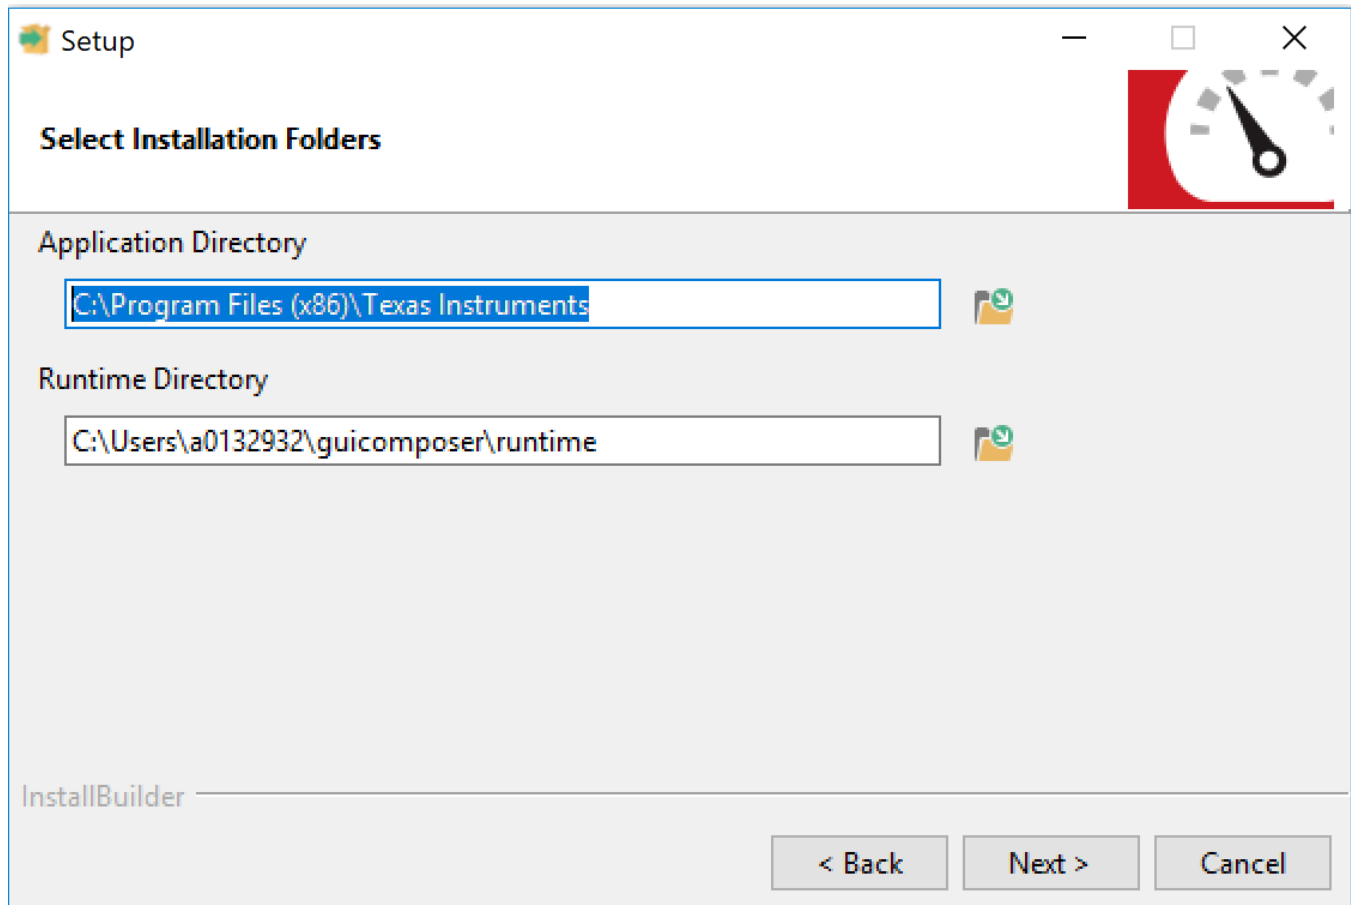 Setup
Select Installation Folders
Application Directory
C:\Program Files (x86)\Texas Instruments
Runtime Directory
C:\Users\a0132932\guicomposer\runtime
InstallBuilder
< Back Next > Cancel